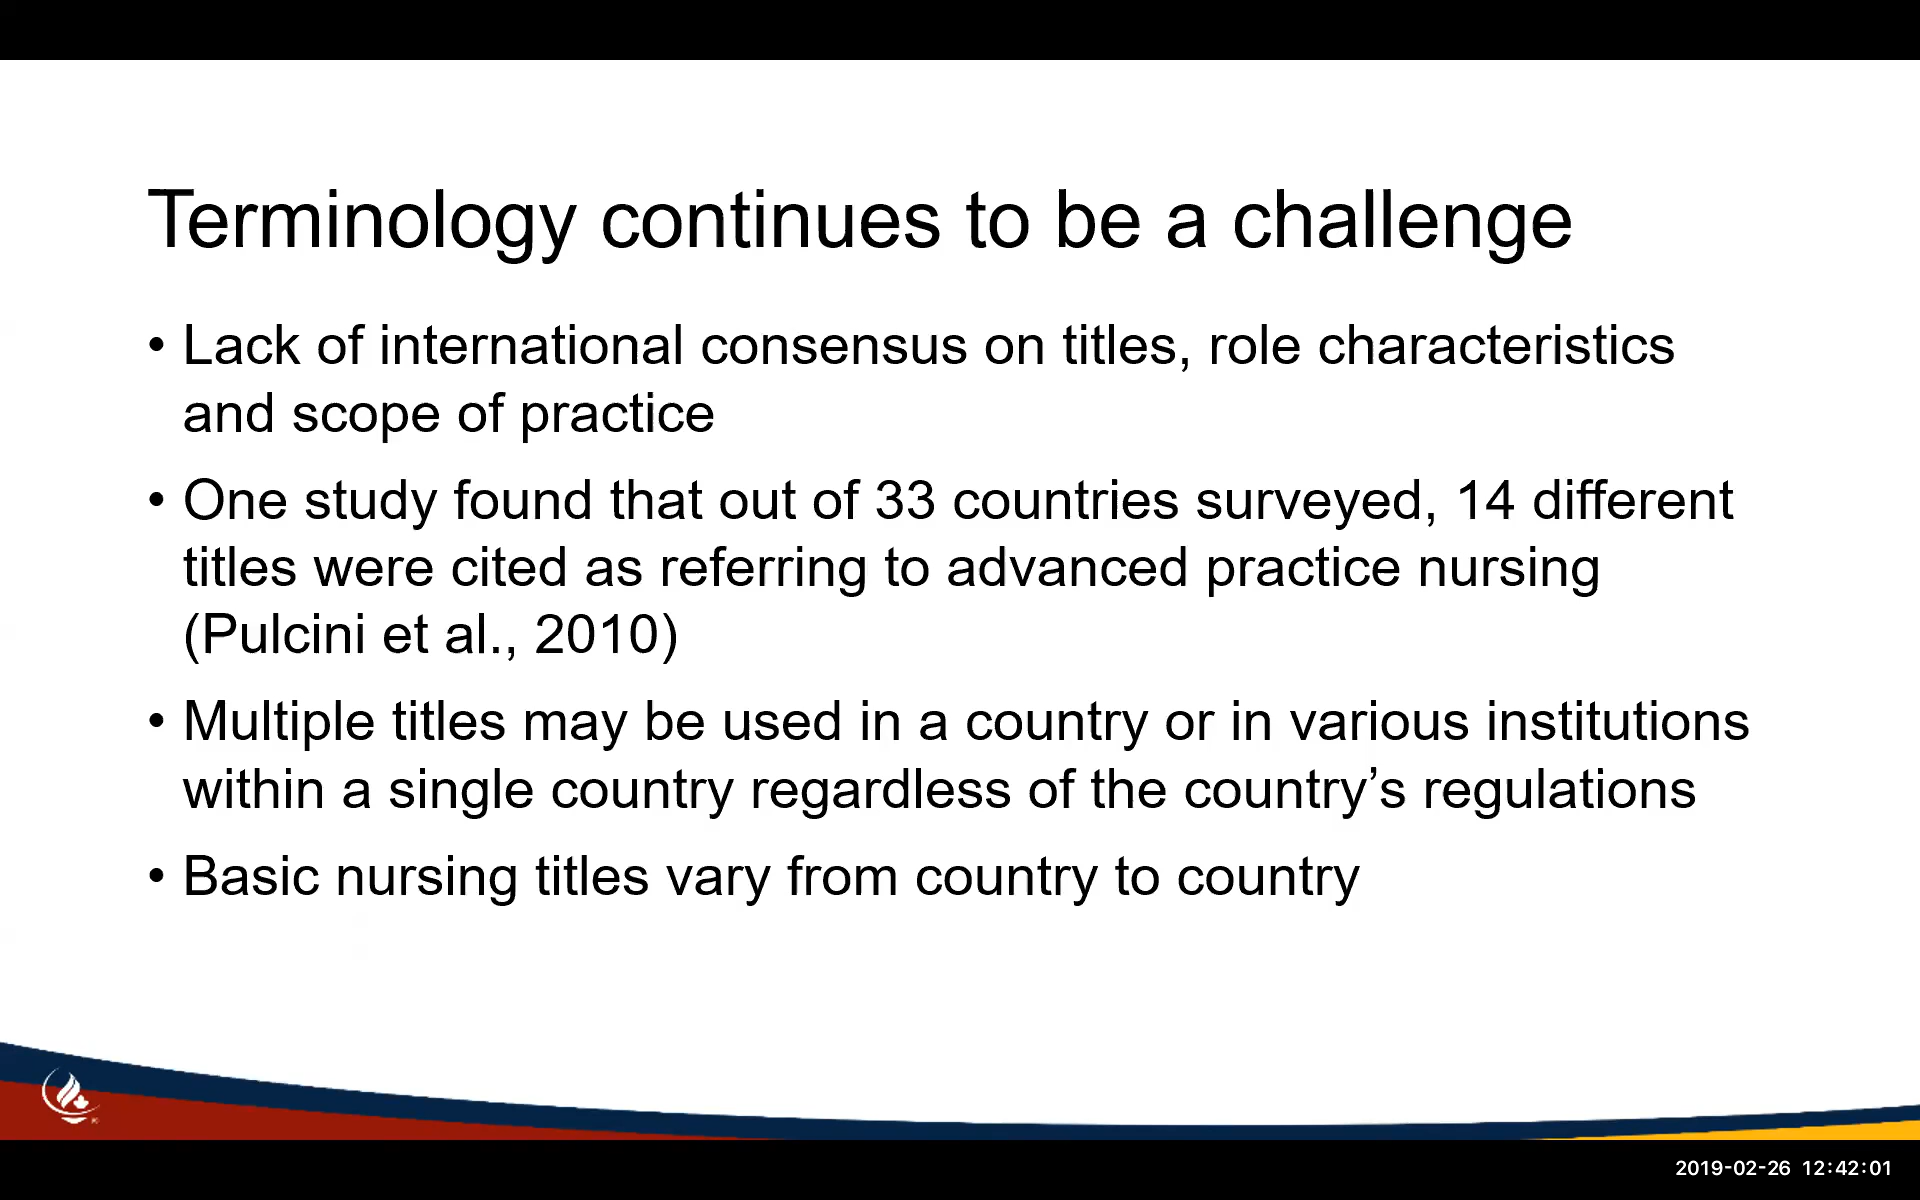 Terminology continues to be a challenge
• Lack of international consensus on titles, role characteristics
and scope of practice
• One study found that out of 33 countries surveyed, 14 different
titles were cited as referring to advanced practice nursing
(Pulcini et al., 2010)
• Multiple titles may be used in a country or in various institutions
within a single country regardless of the country’s regulations
• Basic nursing titles vary from country to country
®
2019-02-26 12:42:01